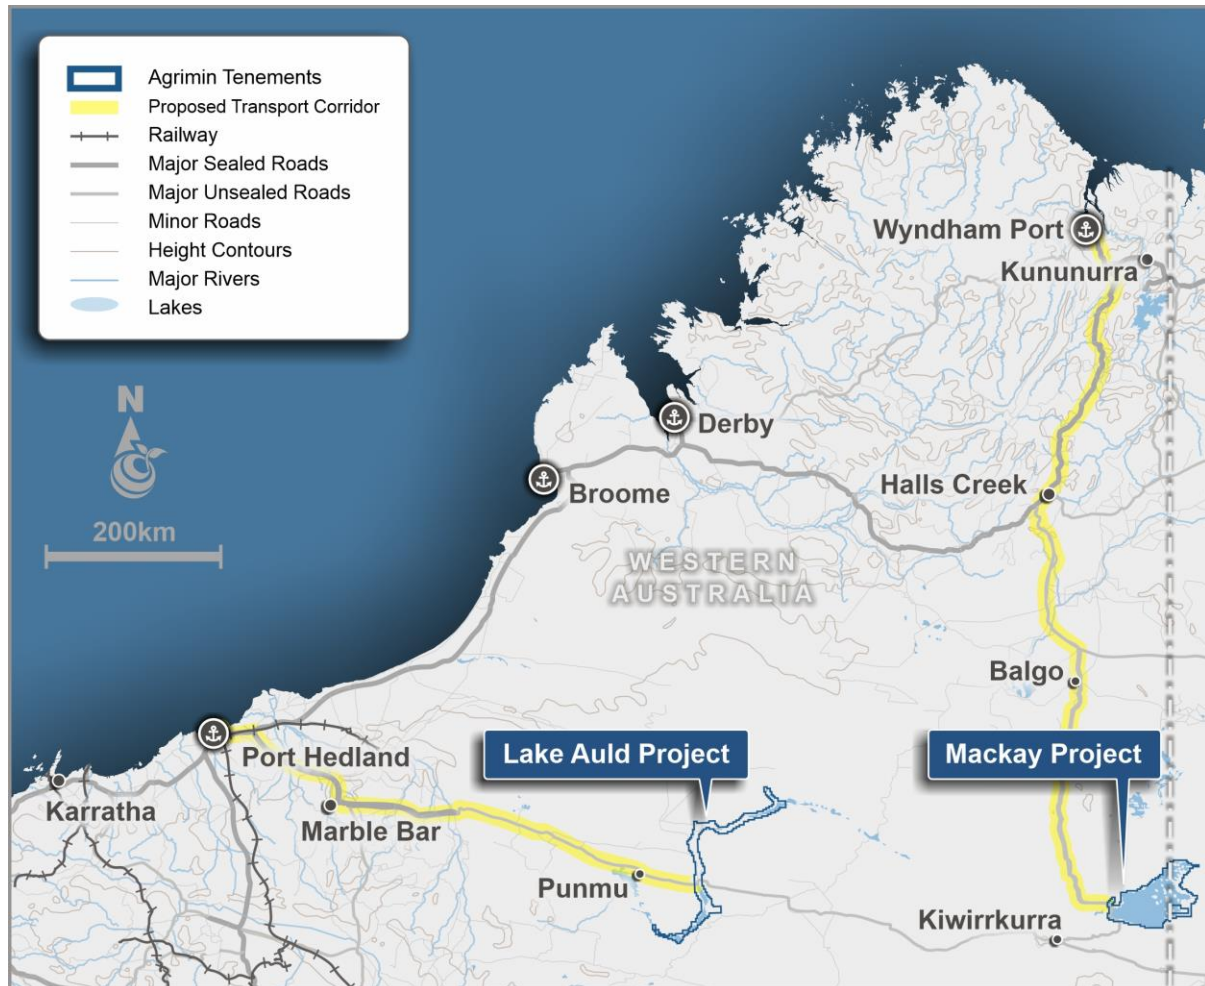 Agrimin Tenements
Proposed Transport Corridor
Railway
Major Sealed Roads
Major Unsealed Roads
Minor Roads
Height Contours
Major Rivers
Lakes
N
200km
Wyndham Port
Kununurra
Derby
Broome
Halls Creek
WESTERN
AUSTRALIA
Balgo
Lake Auld Project
Mackay Project
Port Hedland
Karratha
Marble Bar
Punmu
Kiwirrkurra